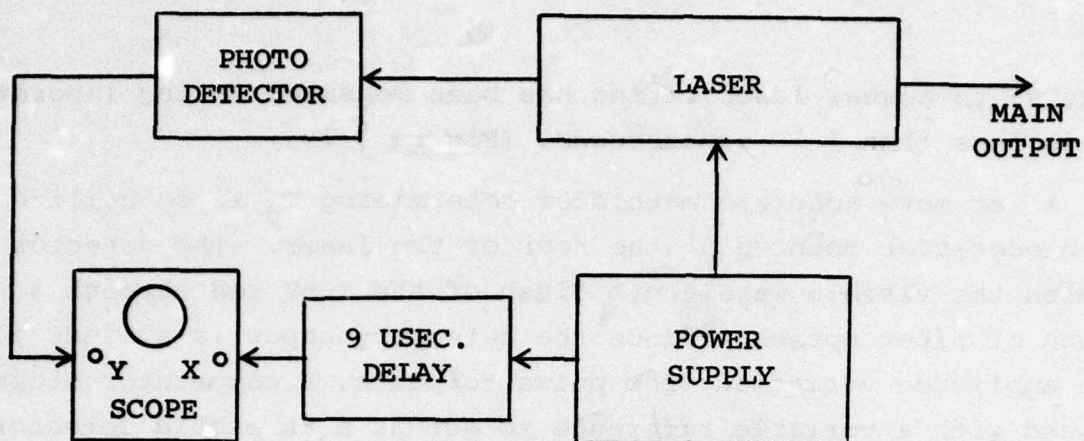 PHOTO
DETECTOR
LASER
MAIN
OUTPUT
Y X
SCOPE
9 USEC.
DELAY
POWER
SUPPLY